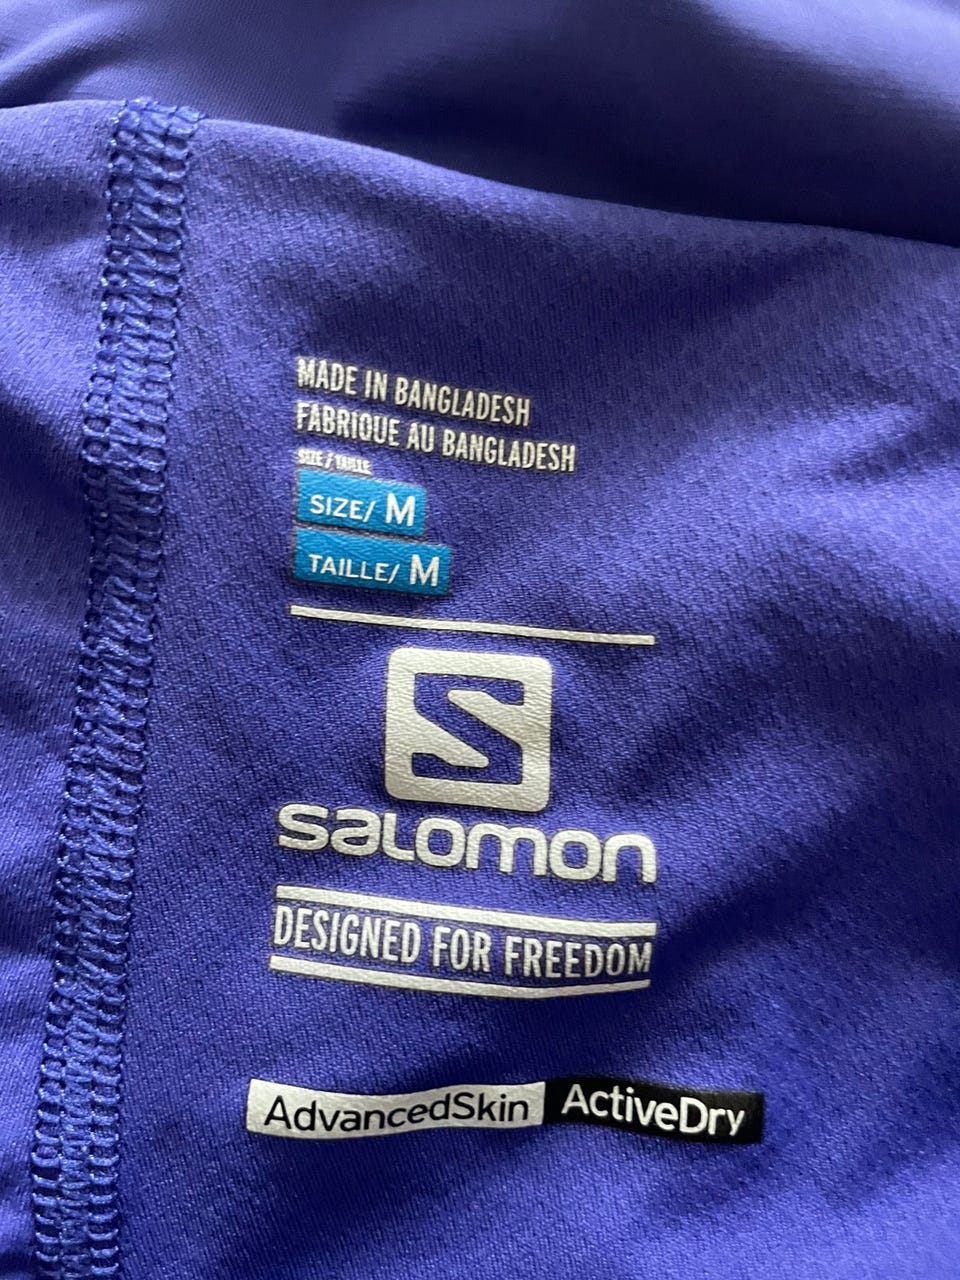 MADE IN BANGLADESH
FABRIQUE AU BANGLADESH
SIZE / TAILLE
SIZE/ M
TAILLE/ M
S
salomon
DESIGNED FOR FREEDOM
AdvancedSkin ActiveDry